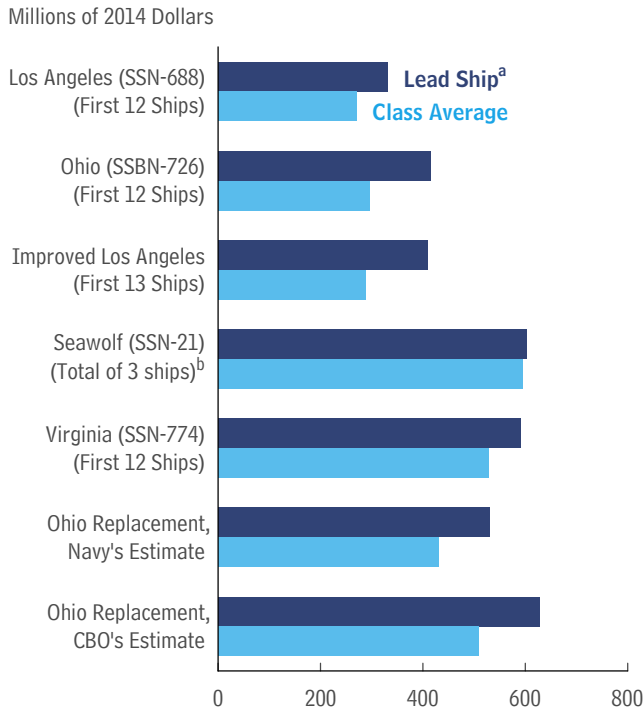 Millions of 2014 Dollars
Los Angeles (SSN-688)
(First 12 Ships)
Lead Shipᵃ
Class Average
Ohio (SSBN-726)
(First 12 Ships)
Improved Los Angeles
(First 13 Ships)
Seawolf (SSN-21)
(Total of 3 ships)ᵇ
Virginia (SSN-774)
(First 12 Ships)
Ohio Replacement,
Navy's Estimate
Ohio Replacement,
CBO's Estimate
0 200 400 600 800